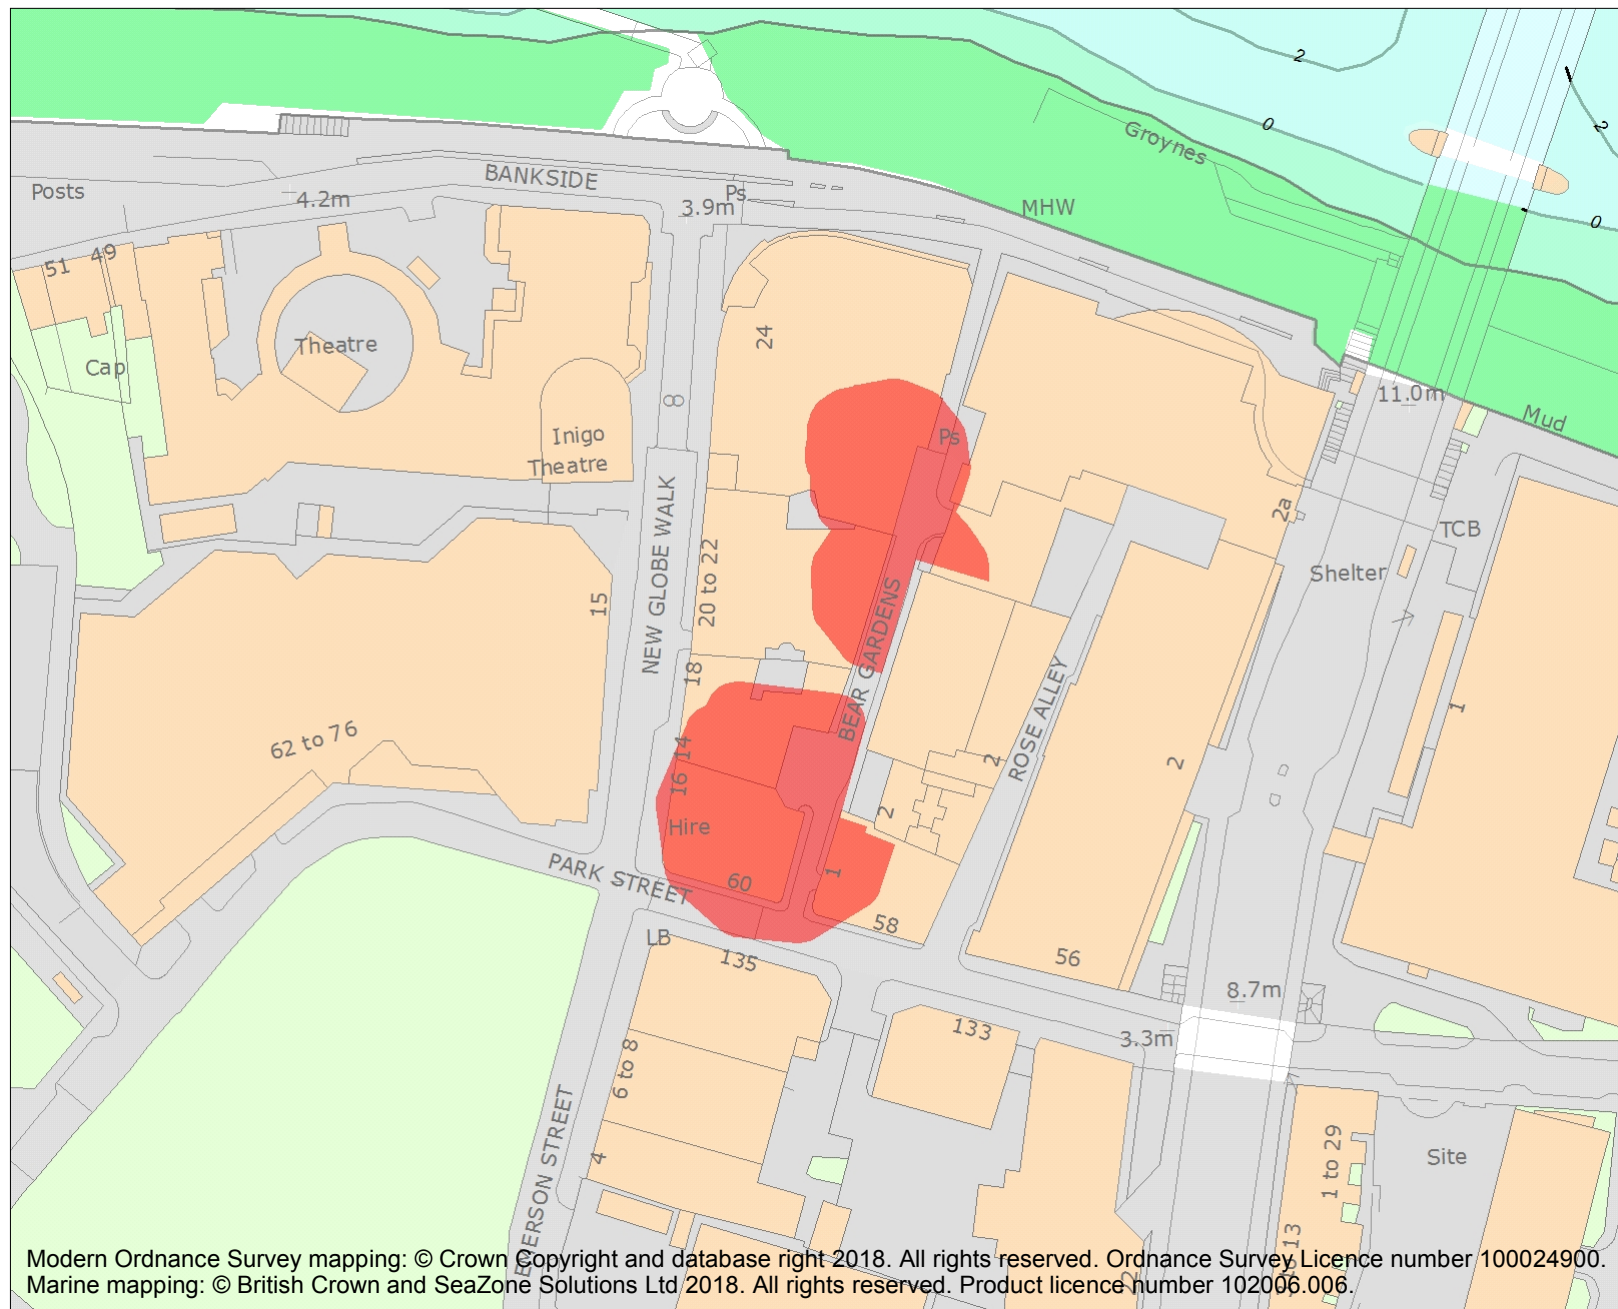 2
0
2
Groynes
0
BANKSIDE
Posts
4.2m
Ps
3.9m
MHW
51
49
24
Theatre
Cap
8
11.0m
Mud
Inigo
Theatre
Ps
2a
TCB
NEW GLOBE WALK
20 to 22
15
Shelter
BEAR GARDENS
18
ROSE ALLEY
1
62 to 76
14
16
2
2
2
Hire
1
PARK STREET
60
58
LB
135
56
8.7m
133
3.3m
6 to 8
EMERSON STREET
4
1 to 29
Site
13
22
Modern Ordnance Survey mapping: © Crown Copyright and database right 2018. All rights reserved. Ordnance Survey Licence number 100024900.
Marine mapping: © British Crown and SeaZone Solutions Ltd 2018. All rights reserved. Product licence number 102006.006.